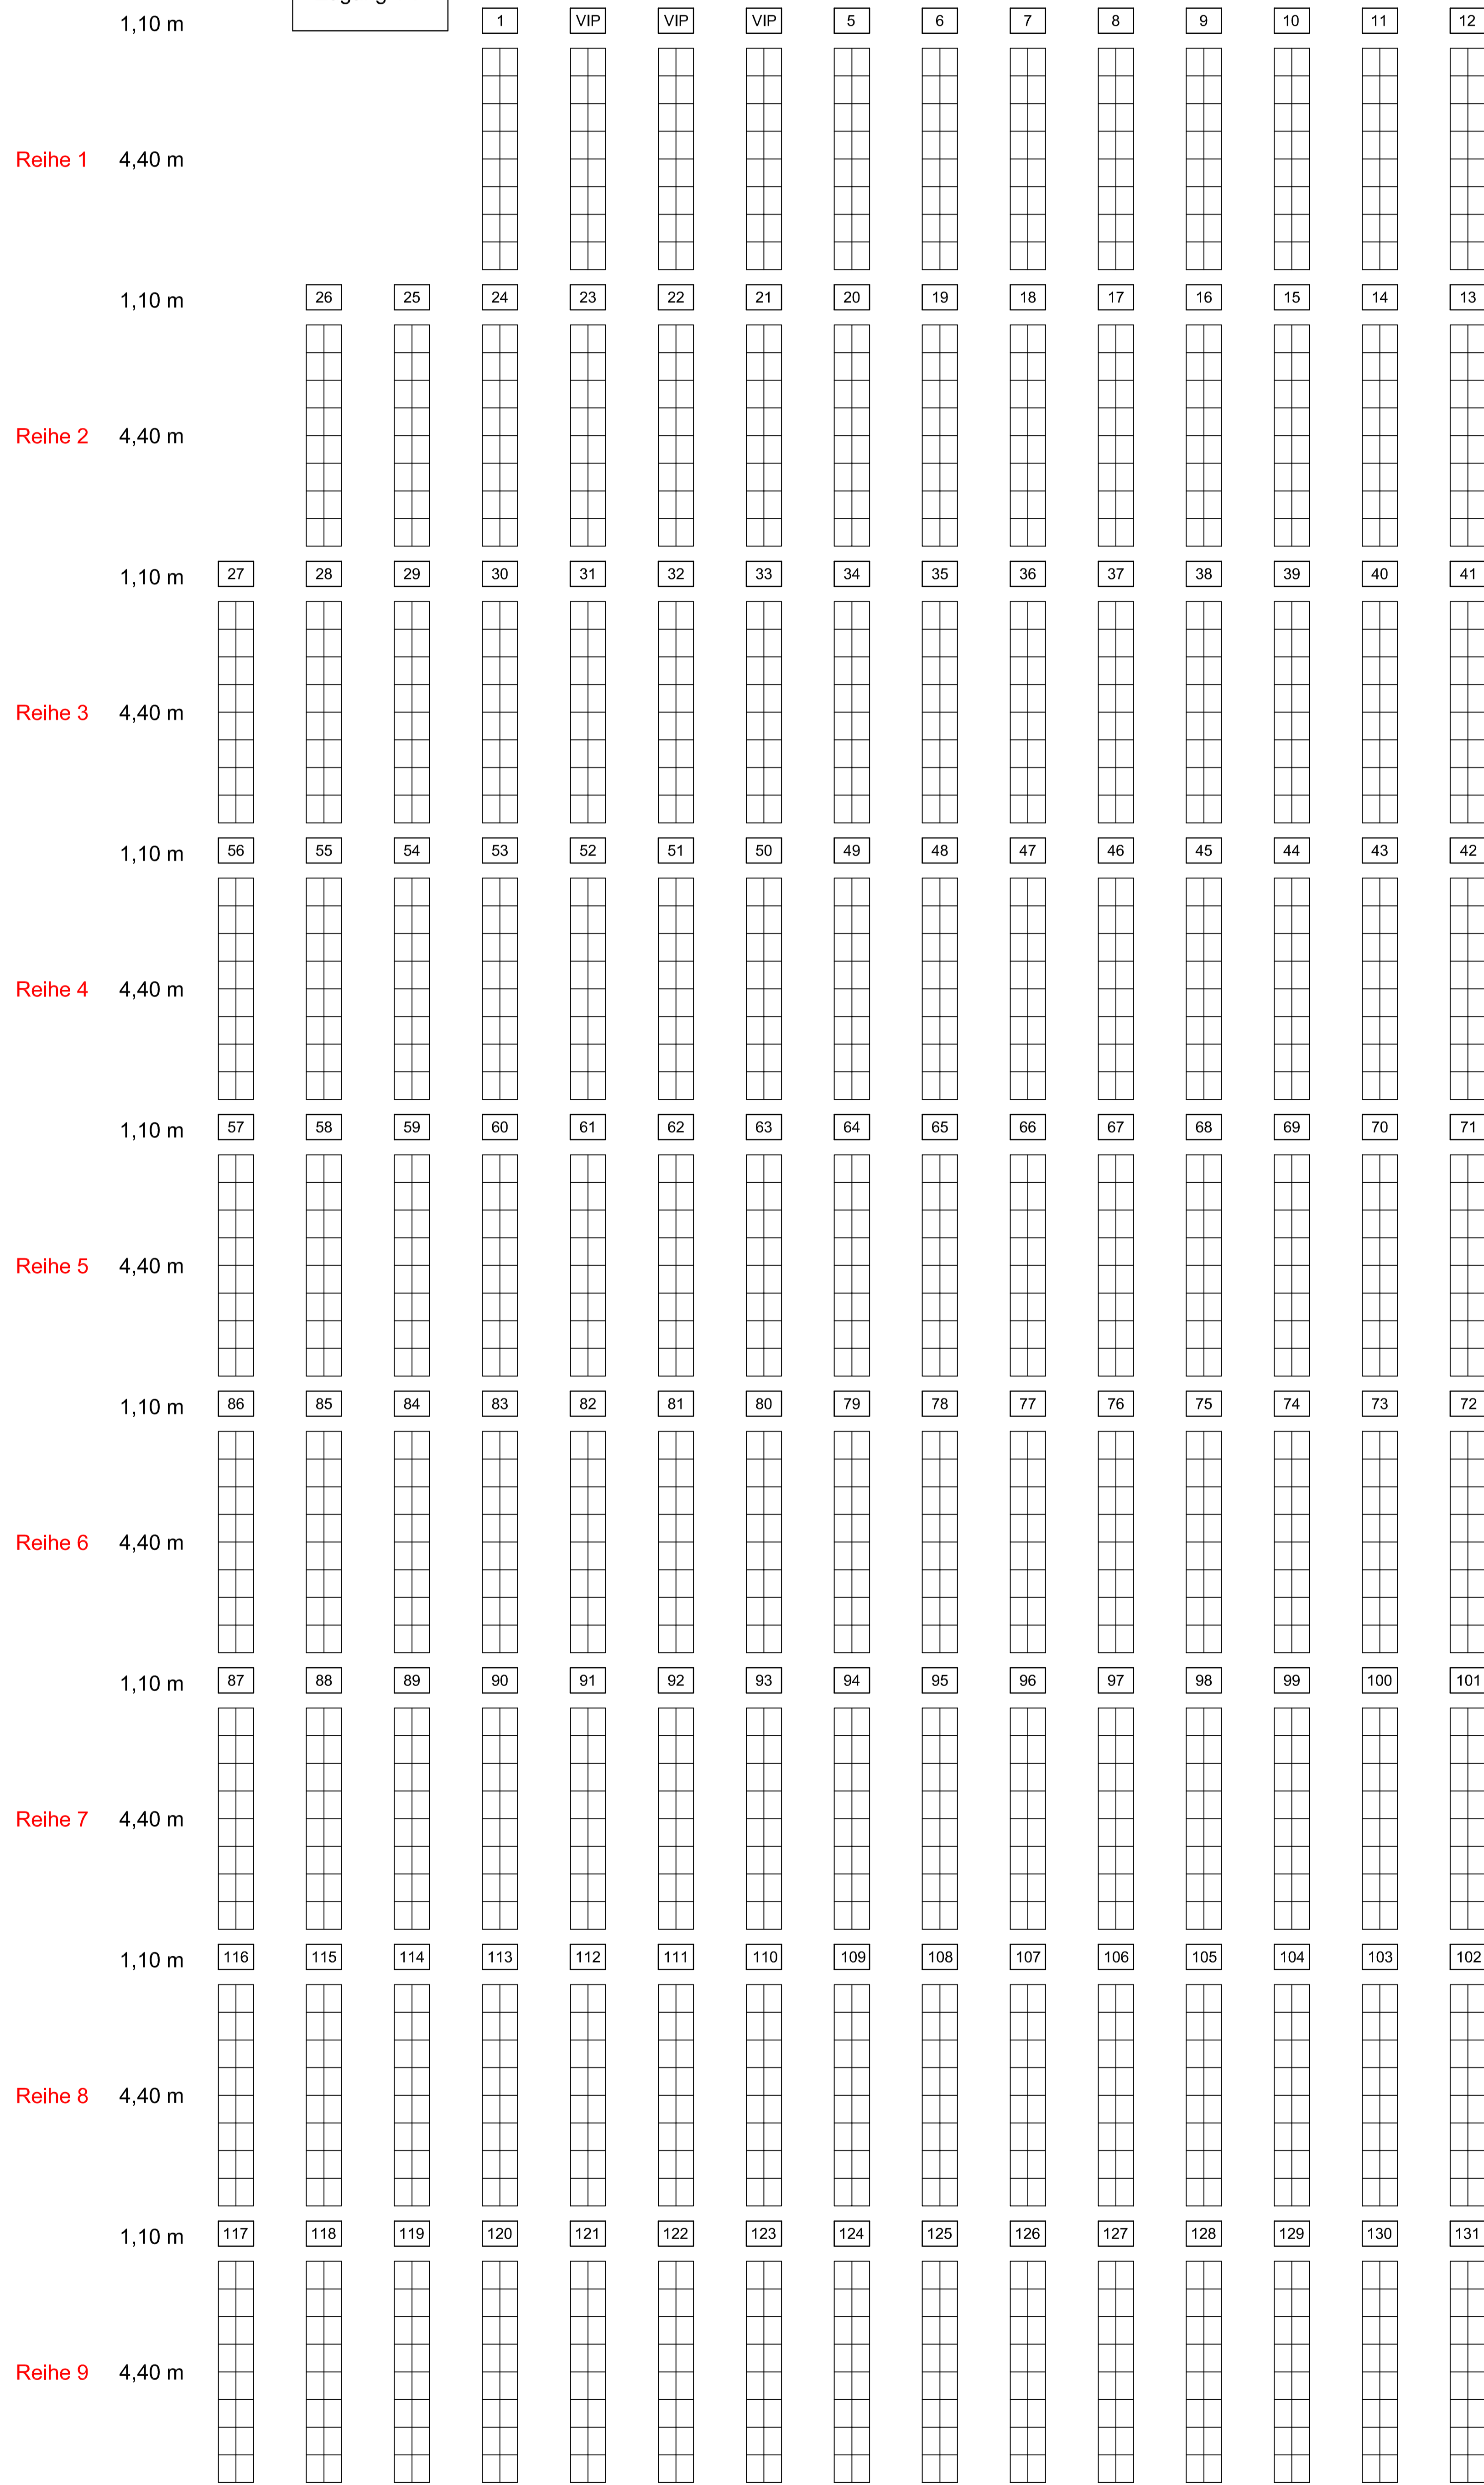 1,10 m 1 VIP VIP VIP 5 6 7 8 9 10 11 12
Reihe 1 4,40 m
1,10 m 26 25 24 23 22 21 20 19 18 17 16 15 14 13
Reihe 2 4,40 m
1,10 m 27 28 29 30 31 32 33 34 35 36 37 38 39 40 41
Reihe 3 4,40 m
1,10 m 56 55 54 53 52 51 50 49 48 47 46 45 44 43 42
Reihe 4 4,40 m
1,10 m 57 58 59 60 61 62 63 64 65 66 67 68 69 70 71
Reihe 5 4,40 m
1,10 m 86 85 84 83 82 81 80 79 78 77 76 75 74 73 72
Reihe 6 4,40 m
1,10 m 87 88 89 90 91 92 93 94 95 96 97 98 99 100 101
Reihe 7 4,40 m
1,10 m 116 115 114 113 112 111 110 109 108 107 106 105 104 103 102
Reihe 8 4,40 m
1,10 m 117 118 119 120 121 122 123 124 125 126 127 128 129 130 131
Reihe 9 4,40 m